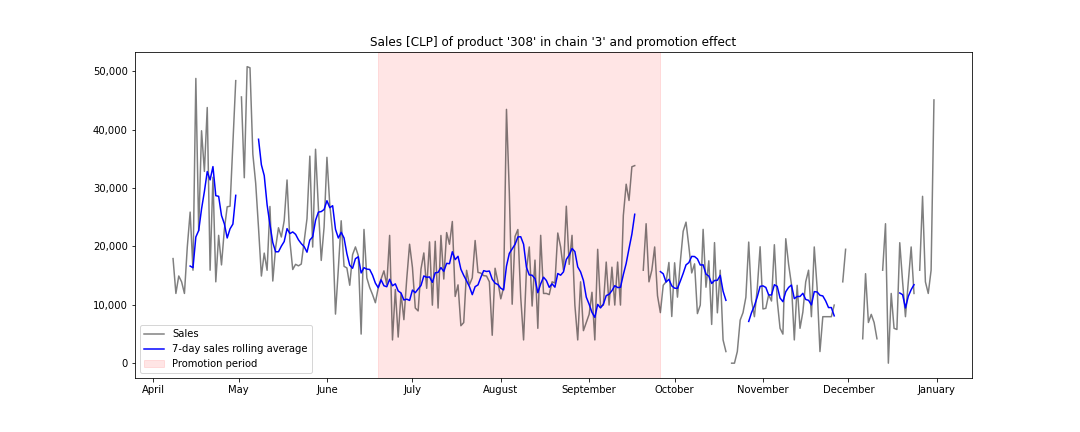 Sales [CLP] of product '308' in chain '3' and promotion effect
50,000
40,000
30,000
20,000
10,000
0
Sales
7-day sales rolling average
Promotion period
April May June July August September October November December January